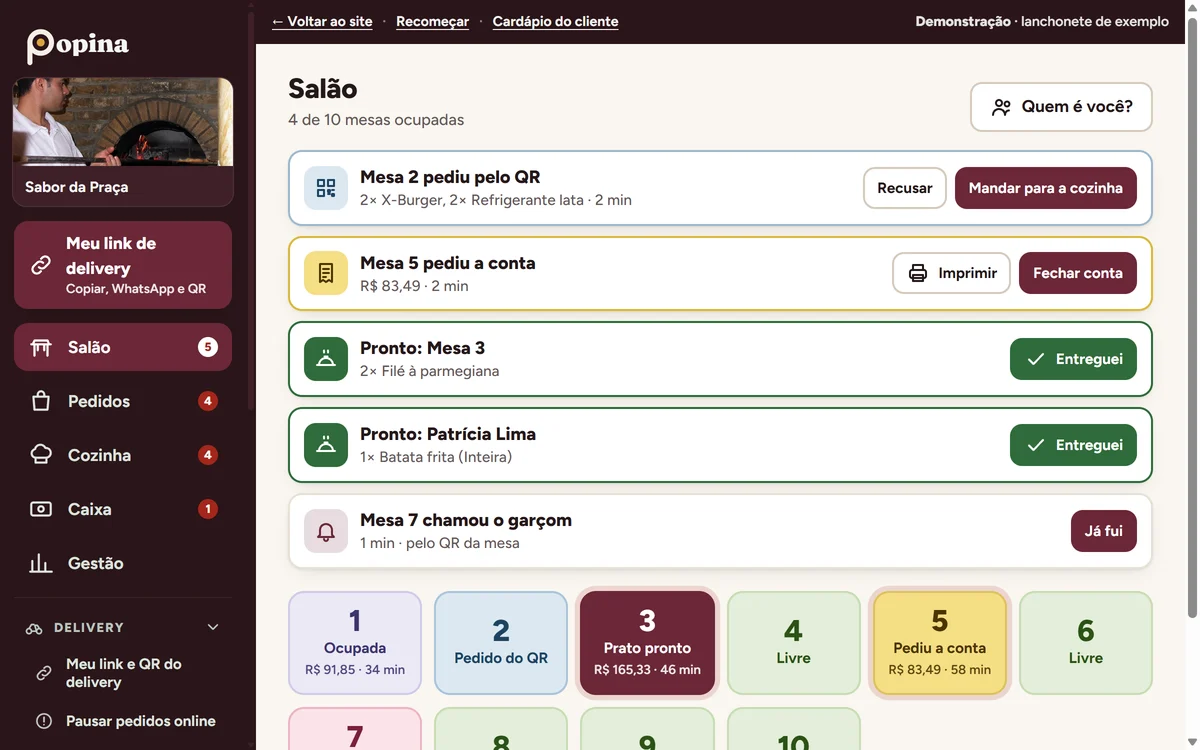 Popina
Sabor da Praça
Meu link de
delivery
Copiar, WhatsApp e QR
Salão 5
Pedidos 4
Cozinha 4
Caixa 1
Gestão
DELIVERY
Meu link e QR do
delivery
Pausar pedidos online
← Voltar ao site · Recomeçar · Cardápio do cliente
Demonstração · lanchonete de exemplo
Salão
4 de 10 mesas ocupadas
Quem é você?
Mesa 2 pediu pelo QR
2× X-Burger, 2× Refrigerante lata · 2 min
Recusar
Mandar para a cozinha
Mesa 5 pediu a conta
R$ 83,49 · 2 min
Imprimir
Fechar conta
Pronto: Mesa 3
2× Filé à parmegiana
Entreguei
Pronto: Patrícia Lima
1× Batata frita (Inteira)
Entreguei
Mesa 7 chamou o garçom
1 min · pelo QR da mesa
Já fui
1
Ocupada
R$ 91,85 · 34 min
2
Pedido do QR
3
Prato pronto
R$ 165,33 · 46 min
4
Livre
5
Pediu a conta
R$ 83,49 · 58 min
6
Livre
7
8
9
10